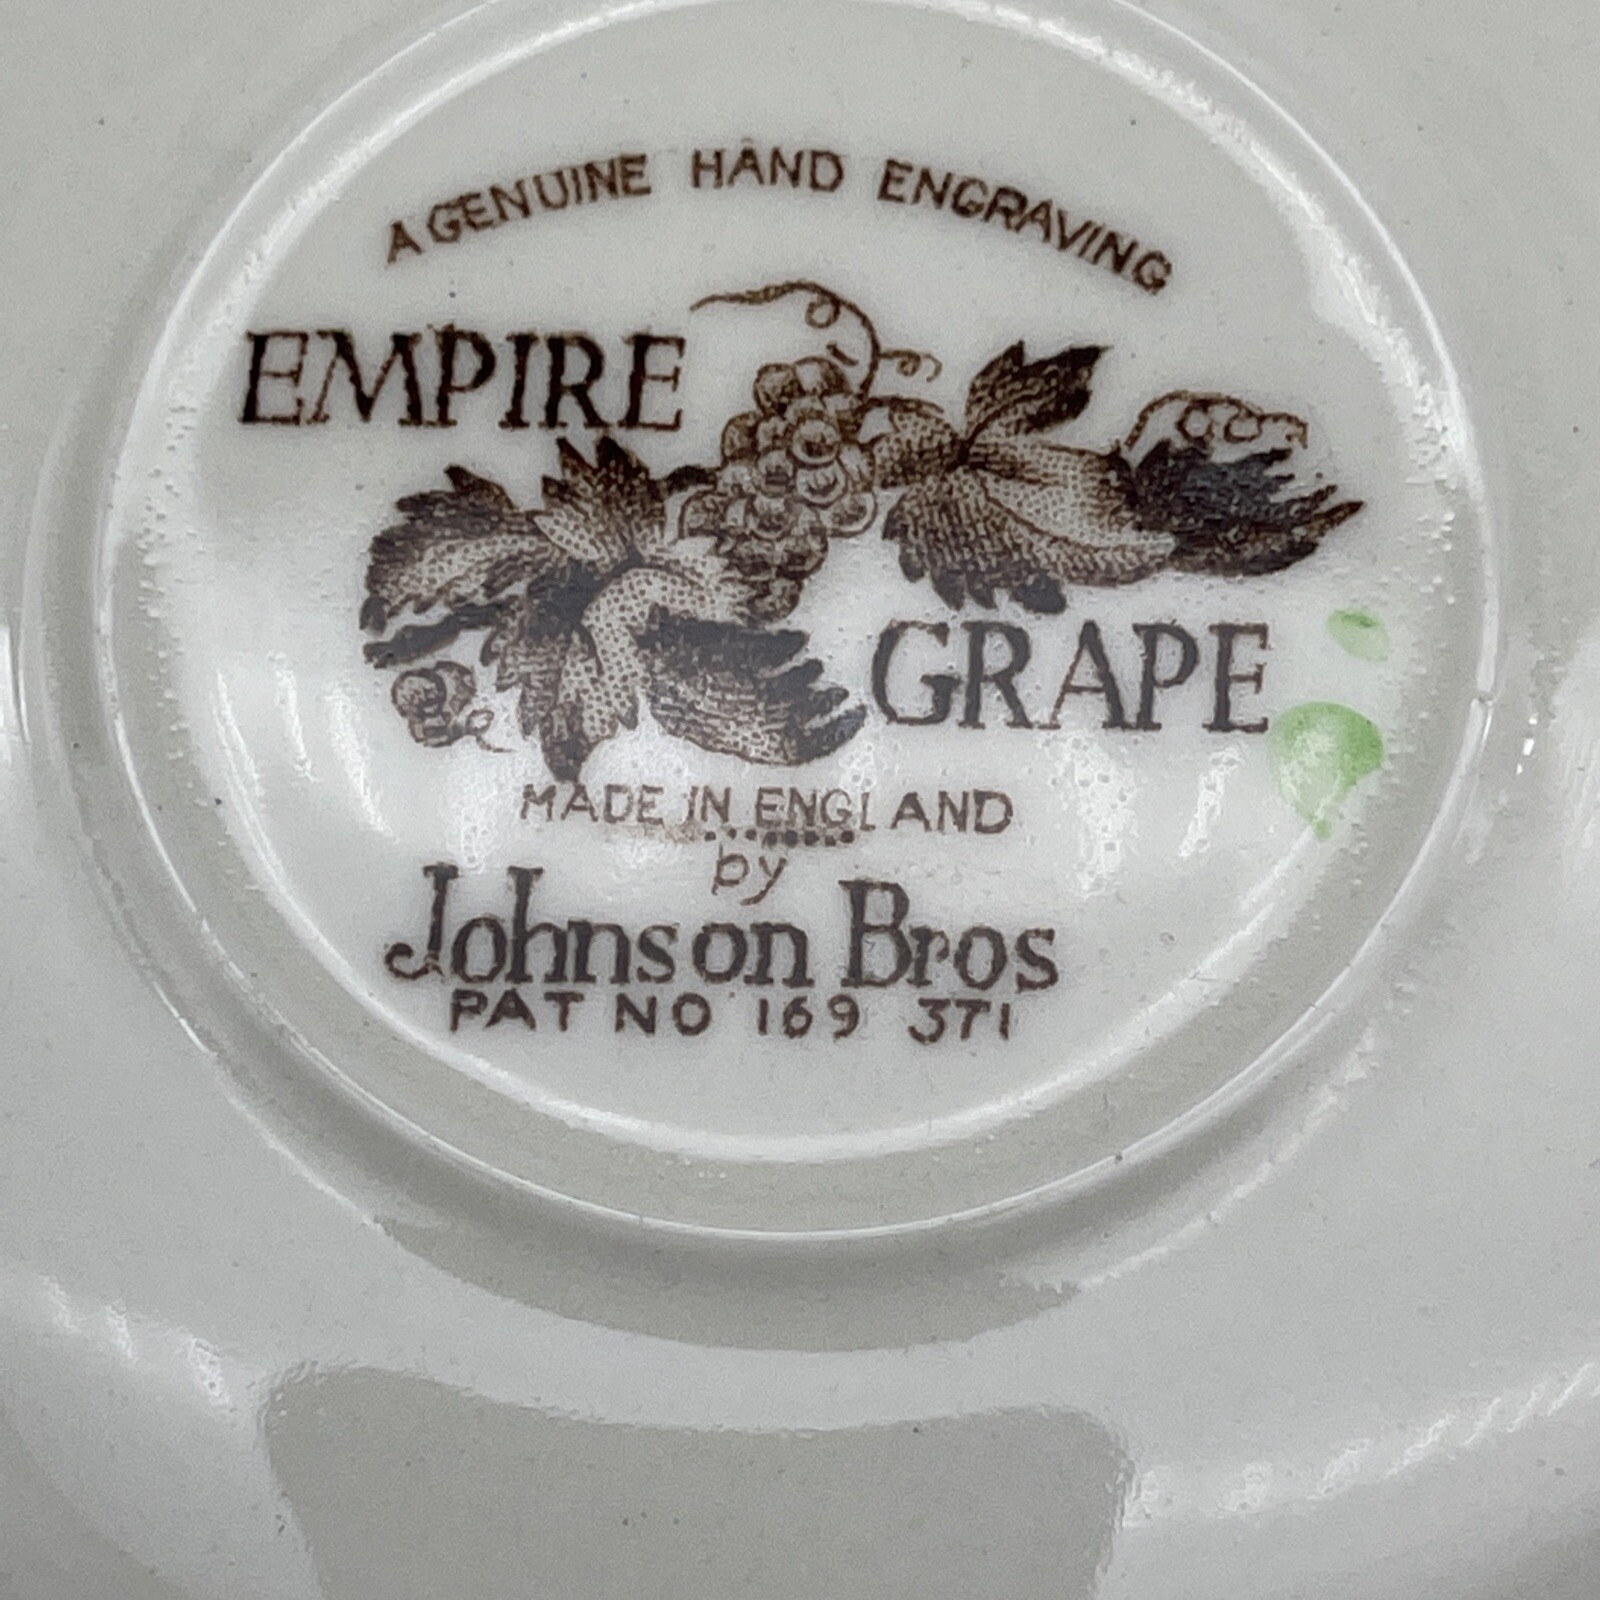 A GENUINE HAND ENGRAVING
EMPIRE
GRAPE
MADE IN ENGLAND
by
Johnson Bros
PAT NO 169 371